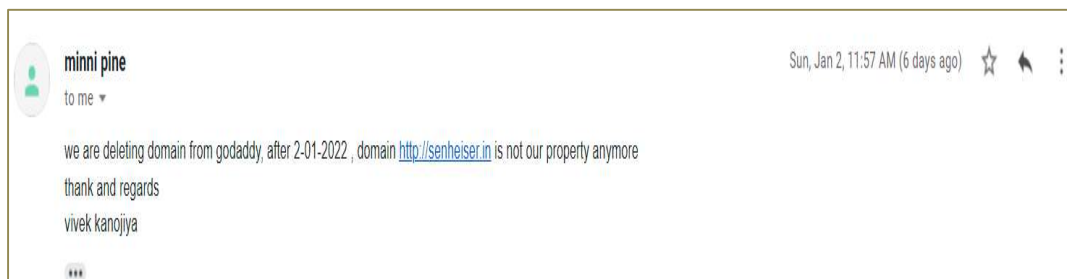 minni pine
Sun, Jan 2, 11:57 AM (6 days ago)
to me
we are deleting domain from godaddy, after 2-01-2022 , domain http://senheiser.in is not our property anymore
thank and regards
vivek kanojiya